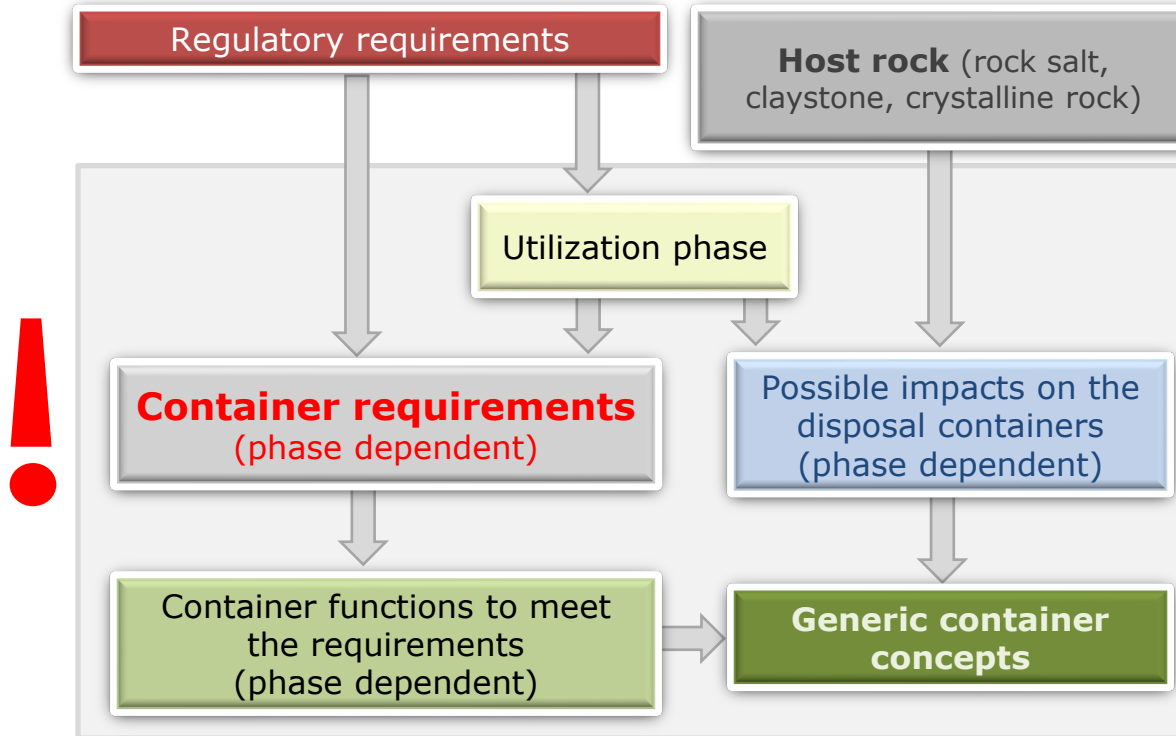 Regulatory requirements
Host rock (rock salt,
claystone, crystalline rock)
Utilization phase
!
Container requirements
(phase dependent)
Possible impacts on the
disposal containers
(phase dependent)
Container functions to meet
the requirements
(phase dependent)
Generic container
concepts